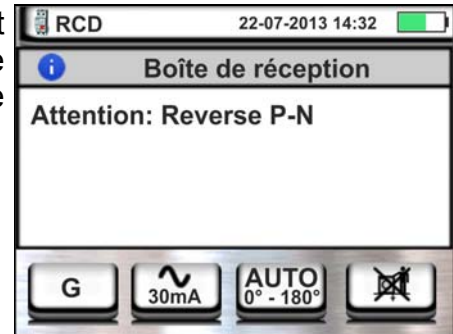 t
e
e
RCD 22-07-2013 14:32
Boîte de réception
Attention: Reverse P-N
G
30mA
AUTO
0° - 180°